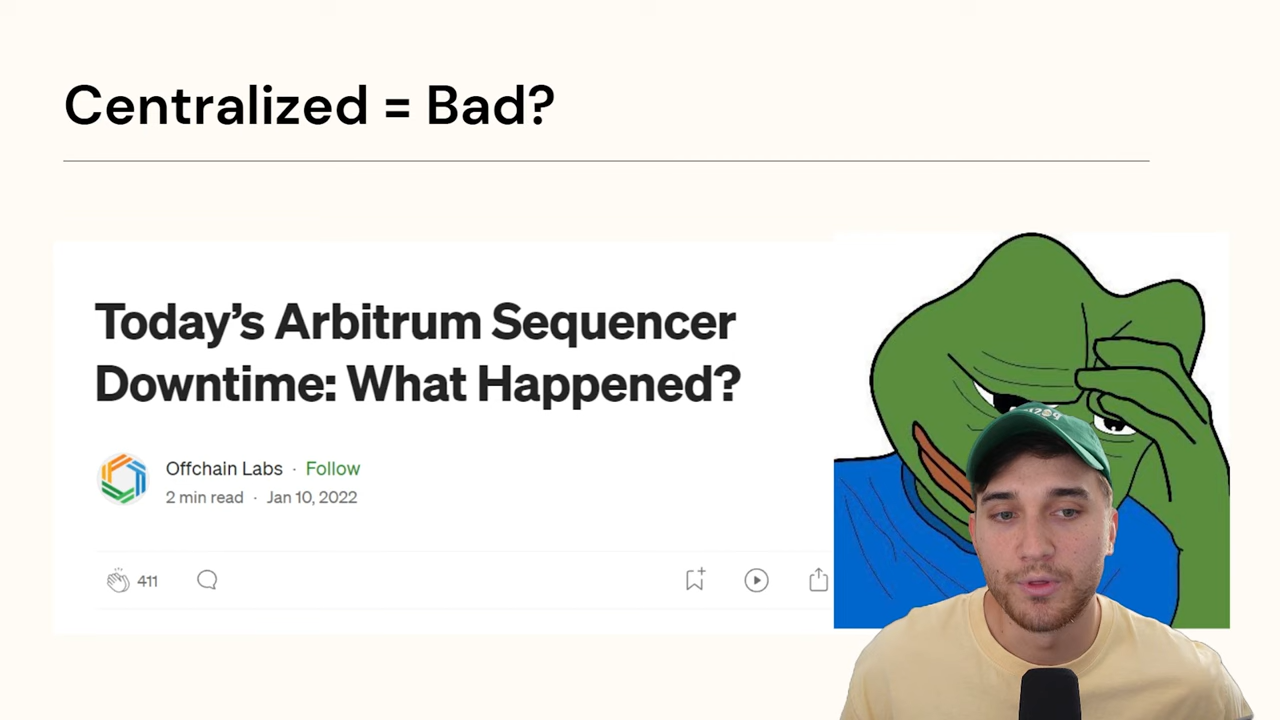 Centralized = Bad?
Today's Arbitrum Sequencer
Downtime: What Happened?
Offchain Labs · Follow
2 min read · Jan 10, 2022
411